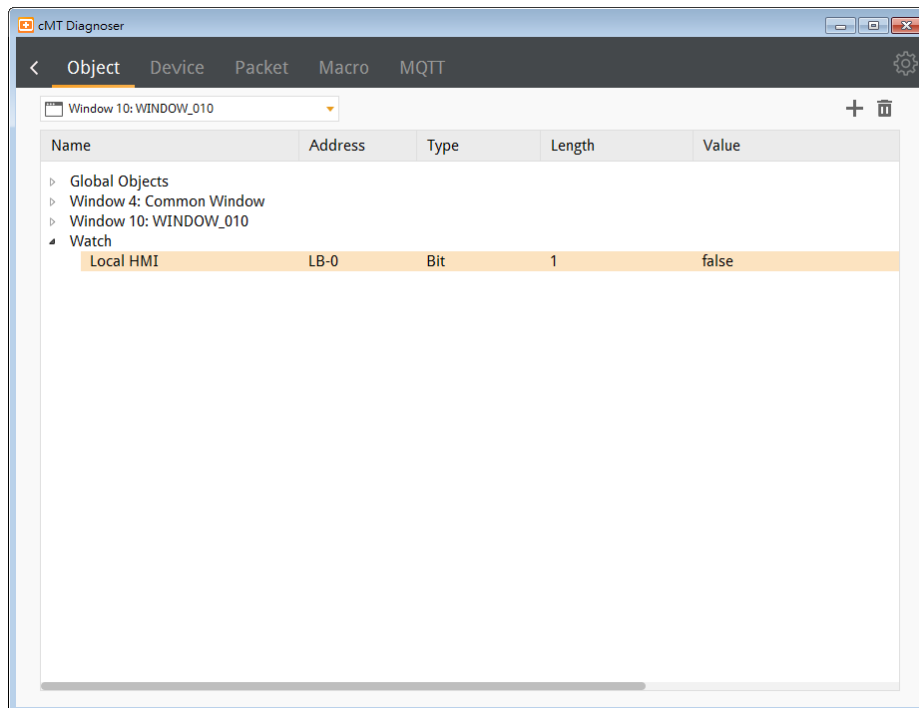 cMT Diagnoser
Object Device Packet Macro MQTT
Window 10: WINDOW_010
Name Address Type Length Value
Global Objects
Window 4: Common Window
Window 10: WINDOW_010
Watch
Local HMI LB-0 Bit 1 false